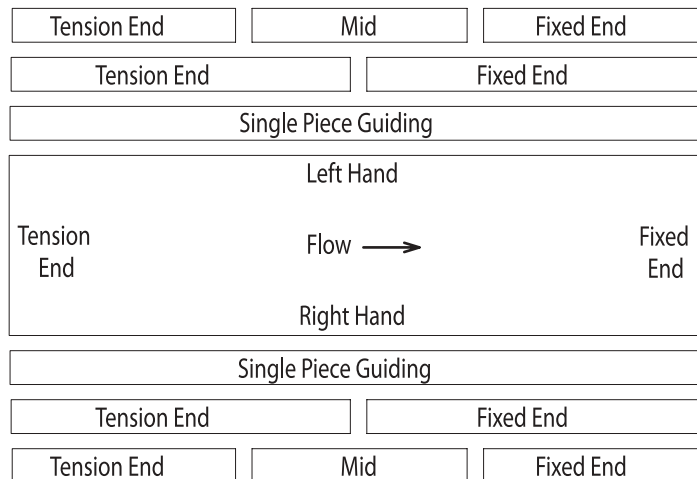 Tension End Mid Fixed End
Tension End Fixed End
Single Piece Guiding
Left Hand
Tension
End
Flow
Fixed
End
Right Hand
Single Piece Guiding
Tension End Fixed End
Tension End Mid Fixed End